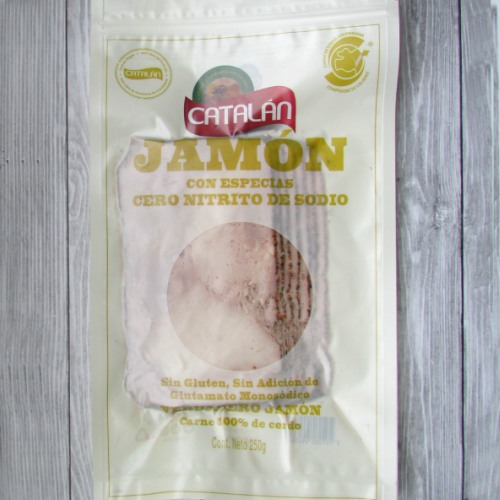 CATALÁN
CATALÁN
JAMÓN
CON ESPECIAS
CERO NITRITO DE SODIO
Sin Gluten, Sin Adición de
Glutamato Monosódico
JAMÓN
Carne 100% de cerdo
Cont. Neto 250g